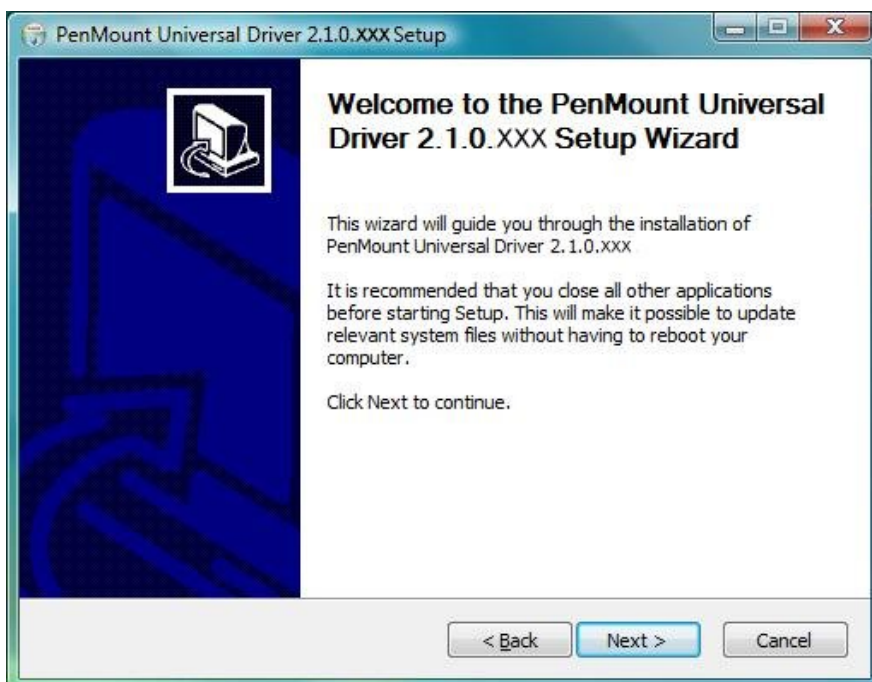 PenMount Universal Driver 2.1.0.XXX Setup
Welcome to the PenMount Universal
Driver 2.1.0.XXX Setup Wizard
This wizard will guide you through the installation of
PenMount Universal Driver 2.1.0.XXX
It is recommended that you close all other applications
before starting Setup. This will make it possible to update
relevant system files without having to reboot your
computer.
Click Next to continue.
< Back
Next >
Cancel